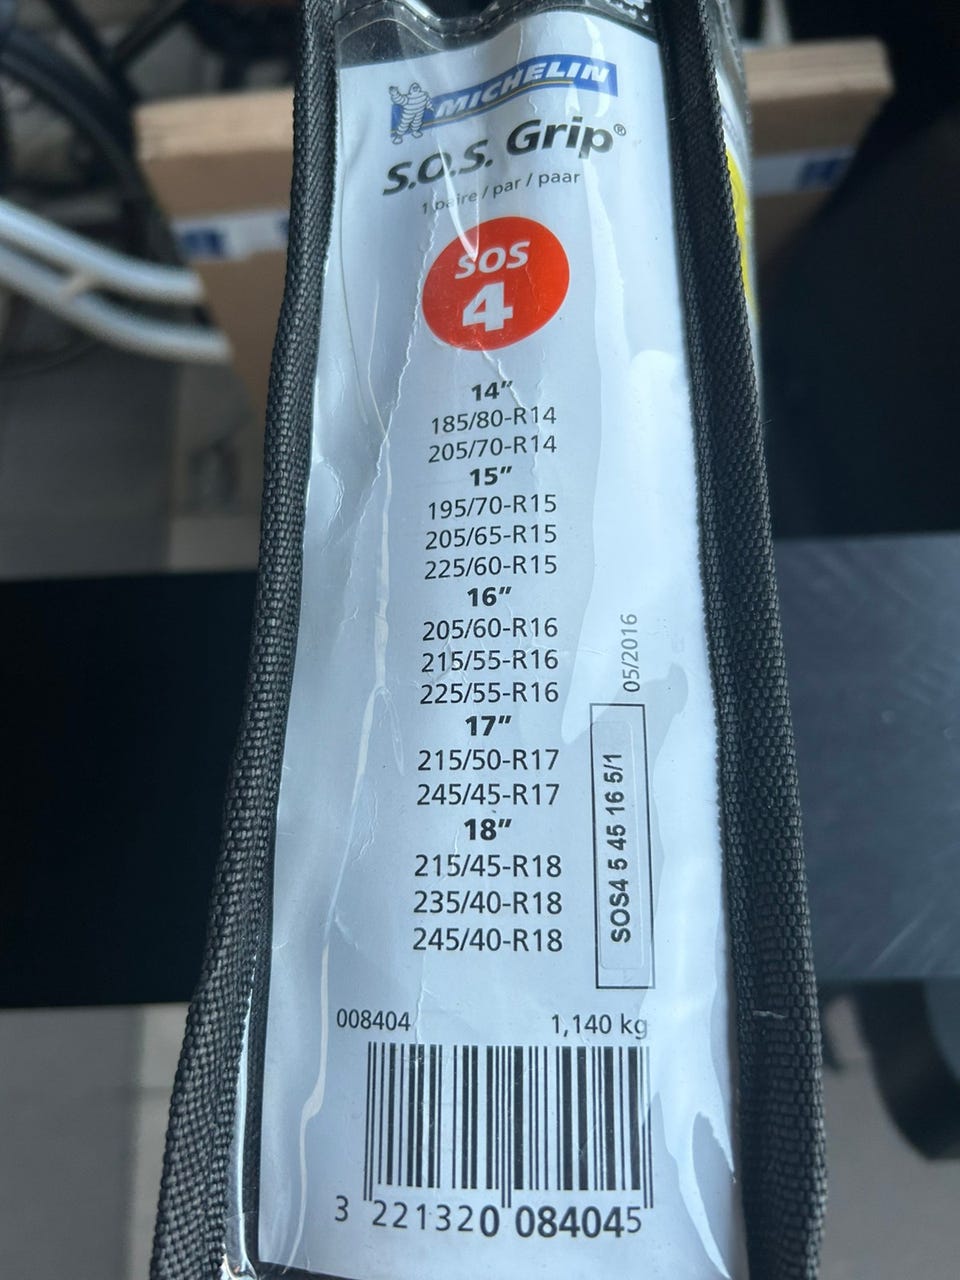 MICHELIN
S.O.S. Grip®
1 paire / par / paar
SOS
4
14”
185/80-R14
205/70-R14
15”
195/70-R15
205/65-R15
225/60-R15
16”
205/60-R16
215/55-R16
225/55-R16
17”
215/50-R17
245/45-R17
18”
215/45-R18
235/40-R18
245/40-R18
05/2016
SOS4 5 45 16 5/1
008404 1,140 kg
3 221320 084045